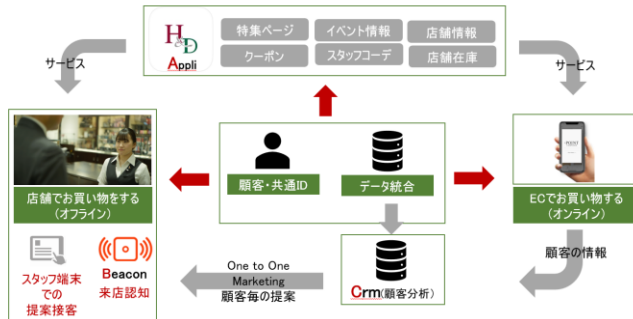 H&D
Appli
特集ページ
イベント情報
店舗情報
クーポン
スタッフコーデ
店舗在庫
サービス
サービス
顧客・共通ID
データ統合
店舗でお買い物をする
(オフライン)
ECでお買い物する
(オンライン)
スタッフ端末
での
提案接客
Beacon
来店認知
One to One
Marketing
顧客毎の提案
Crm(顧客分析)
顧客の情報